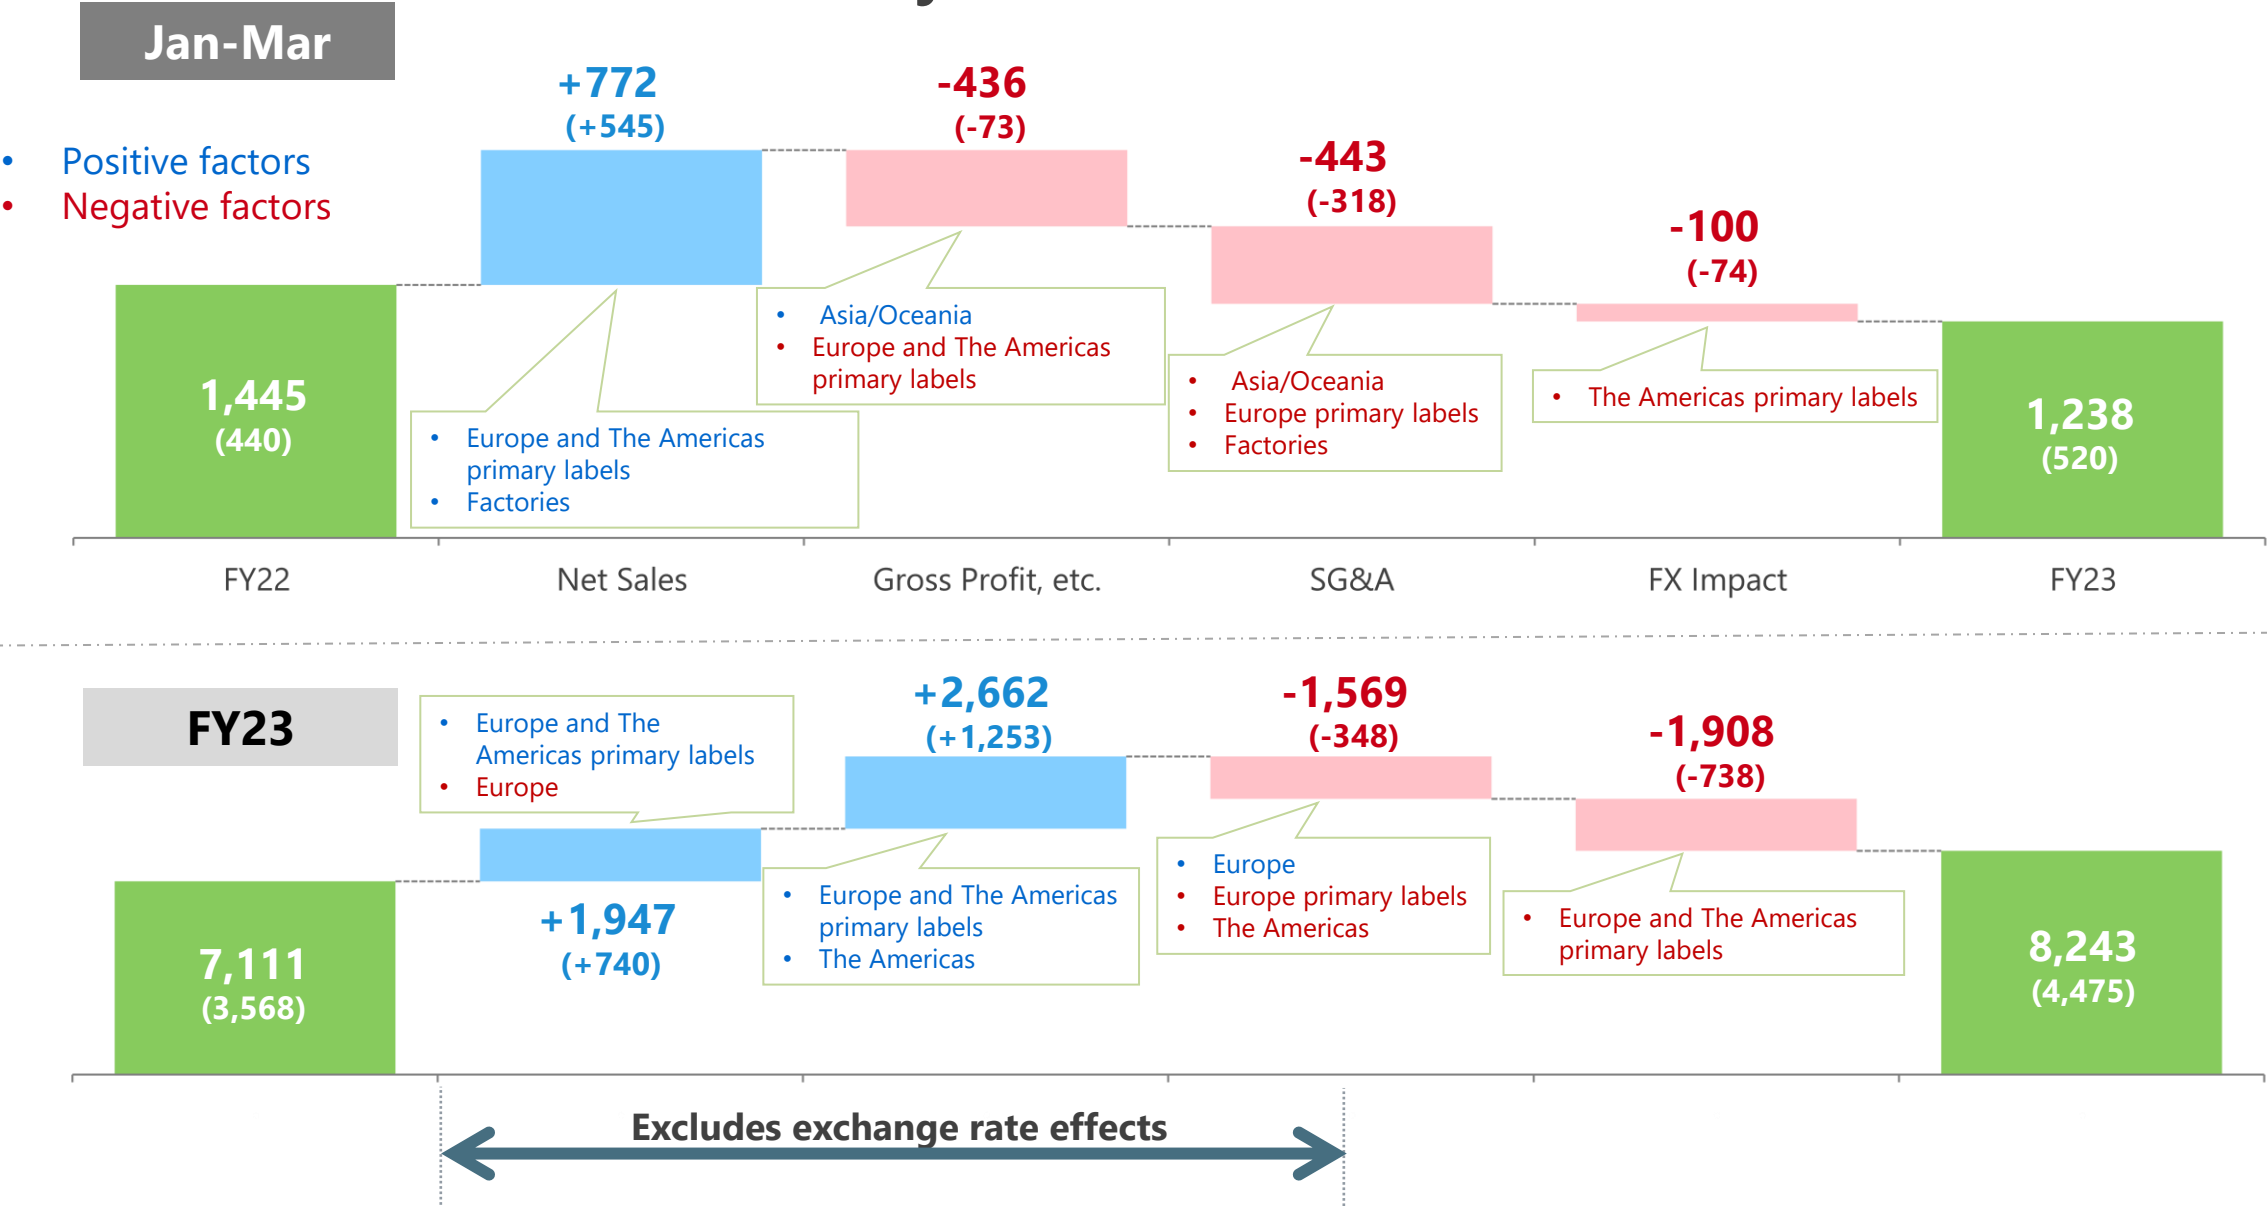 Jan-Mar
• Positive factors
• Negative factors
+772
(+545)
-436
(-73)
-443
(-318)
-100
(-74)
1,445
(440)
• Europe and The Americas
primary labels
• Factories
• Asia/Oceania
• Europe and The Americas
primary labels
• Asia/Oceania
• Europe primary labels
• Factories
• The Americas primary labels
1,238
(520)
FY22
Net Sales
Gross Profit, etc.
SG&A
FX Impact
FY23
FY23
• Europe and The
Americas primary labels
• Europe
+2,662
(+1,253)
-1,569
(-348)
-1,908
(-738)
7,111
(3,568)
+1,947
(+740)
• Europe and The Americas
primary labels
• The Americas
• Europe
• Europe primary labels
• The Americas
• Europe and The Americas
primary labels
8,243
(4,475)
Excludes exchange rate effects